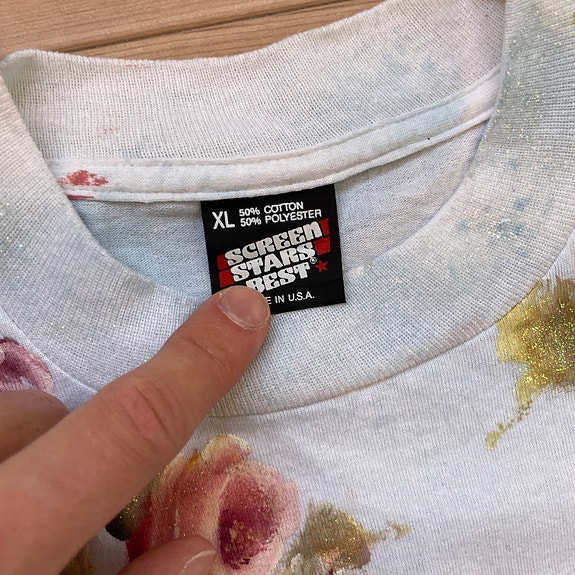 XL 50% COTTON
50% POLYESTER
SCREEN
STARS
BEST®
E IN U.S.A.